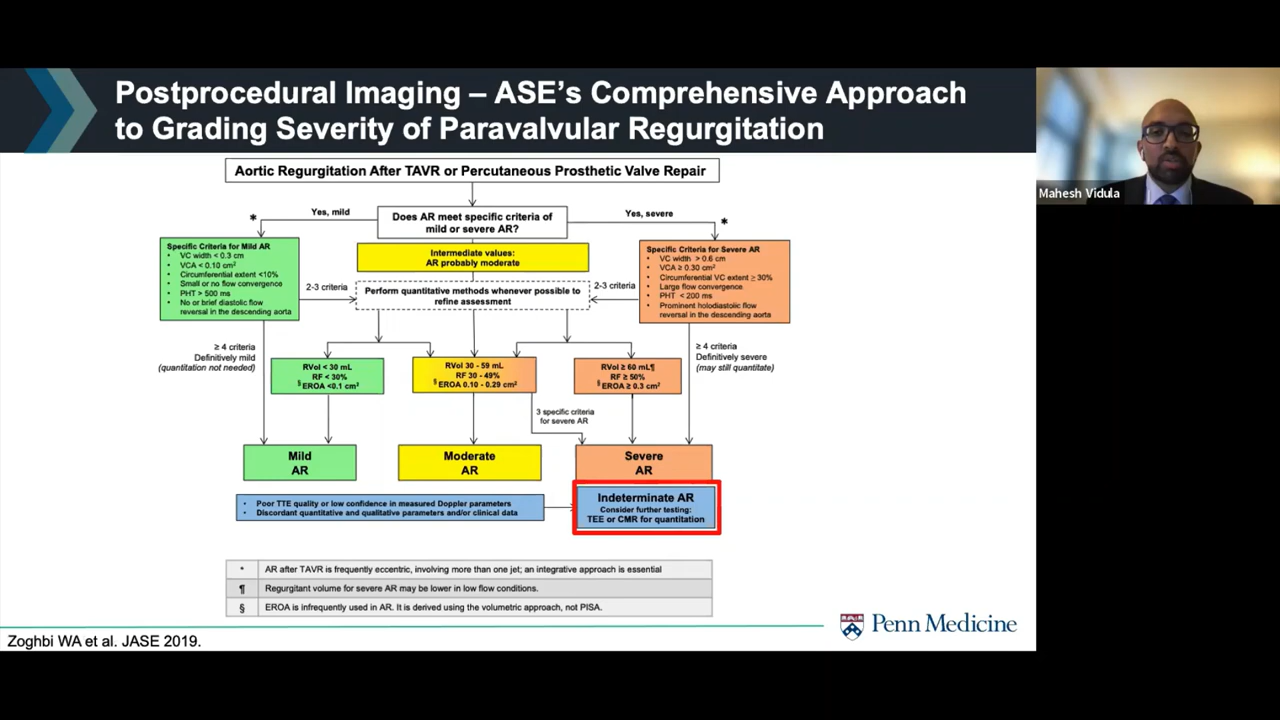 Postprocedural Imaging – ASE's Comprehensive Approach
to Grading Severity of Paravalvular Regurgitation
Mahesh Vidula
Aortic Regurgitation After TAVR or Percutaneous Prosthetic Valve Repair
Yes, mild
Does AR meet specific criteria of
mild or severe AR?
Yes, severe
*
*
Specific Criteria for Mild AR
• VC width < 0.3 cm
• VCA < 0.10 cm²
• Circumferential extent <10%
• Small or no flow convergence
• PHT > 500 ms
• No or brief diastolic flow
reversal in the descending aorta
Intermediate values:
AR probably moderate
Specific Criteria for Severe AR
• VC width > 0.6 cm
• VCA ≥ 0.30 cm²
• Circumferential VC extent ≥ 30%
• Large flow convergence
• PHT < 200 ms
• Prominent holodiastolic flow
reversal in the descending aorta
2-3 criteria
Perform quantitative methods whenever possible to
refine assessment
2-3 criteria
≥ 4 criteria
Definitively mild
(quantitation not needed)
RVol < 30 mL
RF < 30%
§ EROA <0.1 cm²
RVol 30 - 59 mL
RF 30 - 49%
§ EROA 0.10 - 0.29 cm²
RVol ≥ 60 mL¶
RF ≥ 50%
§ EROA ≥ 0.3 cm²
≥ 4 criteria
Definitively severe
(may still quantitate)
3 specific criteria
for severe AR
Mild
AR
Moderate
AR
Severe
AR
• Poor TTE quality or low confidence in measured Doppler parameters
• Discordant quantitative and qualitative parameters and/or clinical data
Indeterminate AR
Consider further testing:
TEE or CMR for quantitation
* AR after TAVR is frequently eccentric, involving more than one jet; an integrative approach is essential
¶ Regurgitant volume for severe AR may be lower in low flow conditions.
§ EROA is infrequently used in AR. It is derived using the volumetric approach, not PISA.
Penn Medicine
Zoghbi WA et al. JASE 2019.